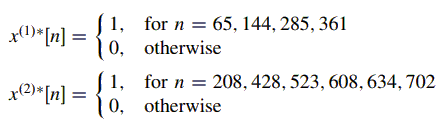 x^{(1)*}[n] = { 1, for n = 65, 144, 285, 361
0, otherwise
x^{(2)*}[n] = { 1, for n = 208, 428, 523, 608, 634, 702
0, otherwise